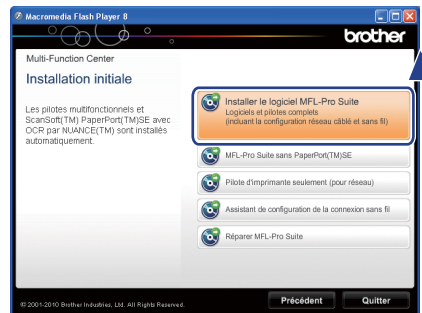 Macromedia Flash Player 8
brother
Multi-Function Center
Installation initiale
Les pilotes multifonctionnels et
ScanSoft(TM) PaperPort(TM)SE avec
OCR par NUANCE(TM) sont installés
automatiquement.
Installer le logiciel MFL-Pro Suite
Logiciels et pilotes complets
(incluant la configuration réseau câblé et sans fil)
MFL-Pro Suite sans PaperPort(TM)SE
Pilote d'imprimante seulement (pour réseau)
Assistant de configuration de la connexion sans fil
Réparer MFL-Pro Suite
© 2001-2010 Brother Industries, Ltd. All Rights Reserved.
Précédent
Quitter